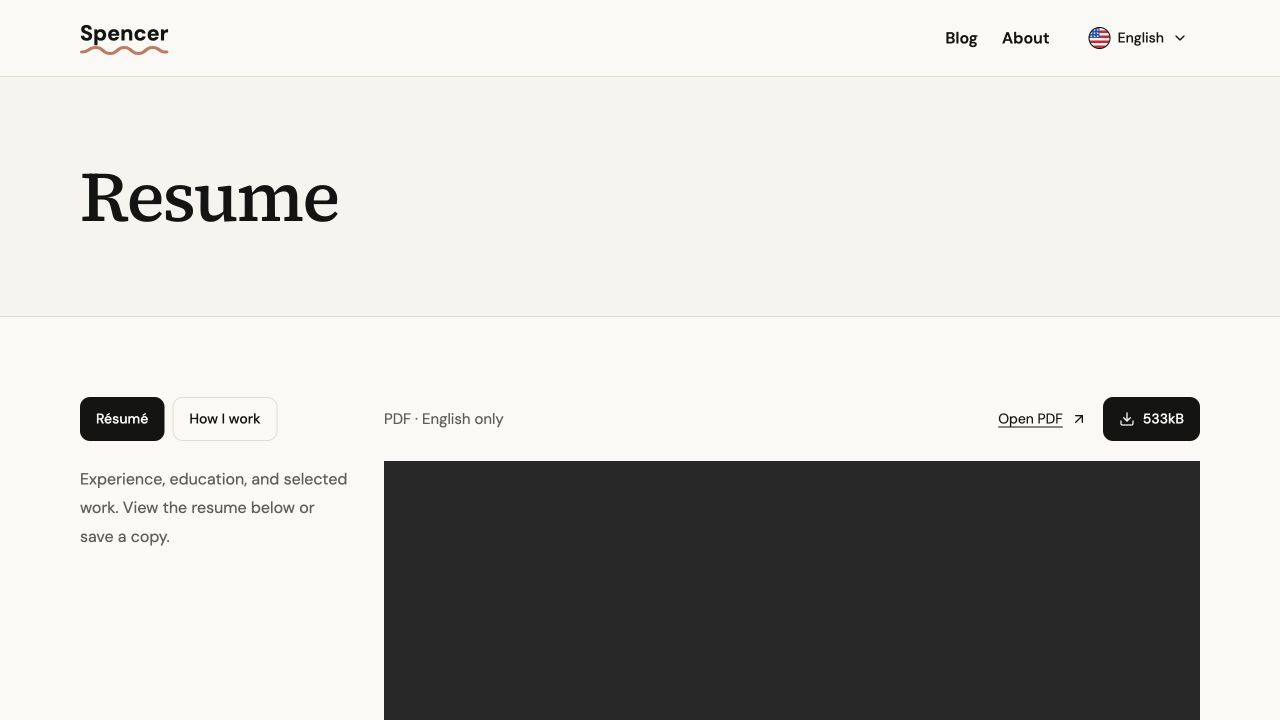 Spencer
Blog
About
English
Resume
Résumé
How I work
Experience, education, and selected
work. View the resume below or
save a copy.
PDF · English only
Open PDF
533kB